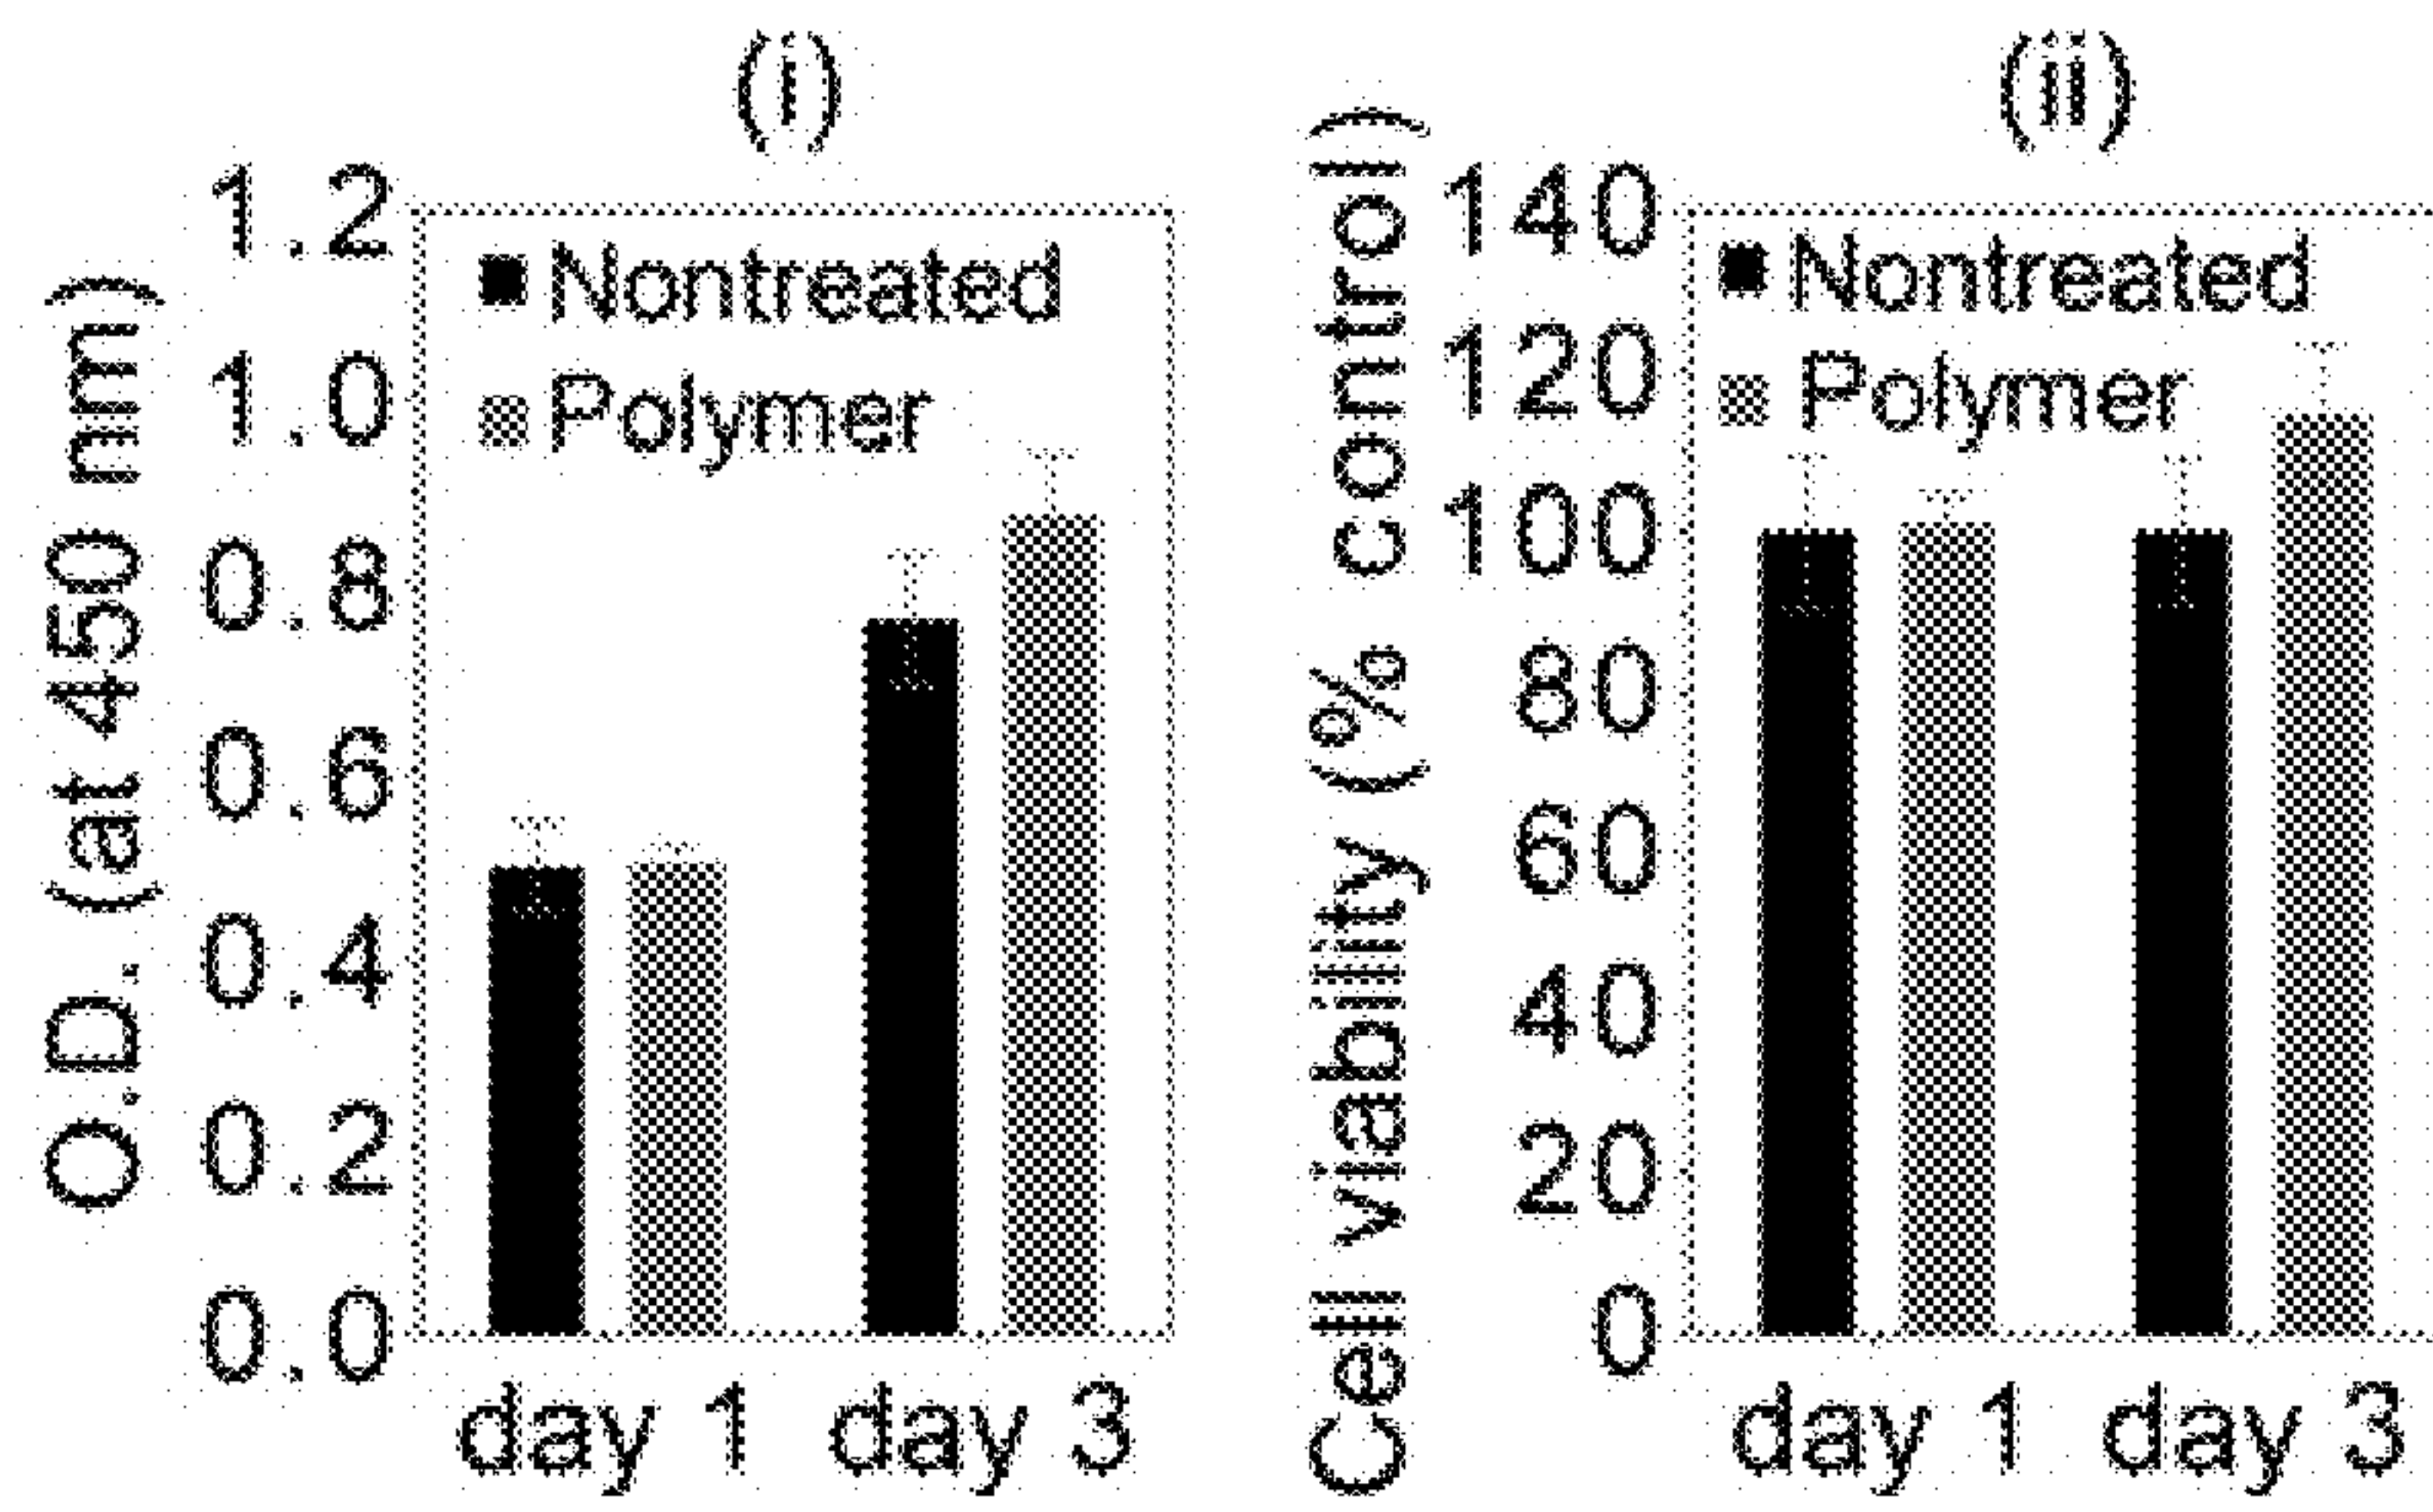 (i)
O.D. (at 450 nm)
1.2
1.0
0.8
0.6
0.4
0.2
0.0
Nontreated
Polymer
day 1 day 3
(ii)
Cell viability (% control)
140
120
100
80
60
40
20
0
Nontreated
Polymer
day 1 day 3